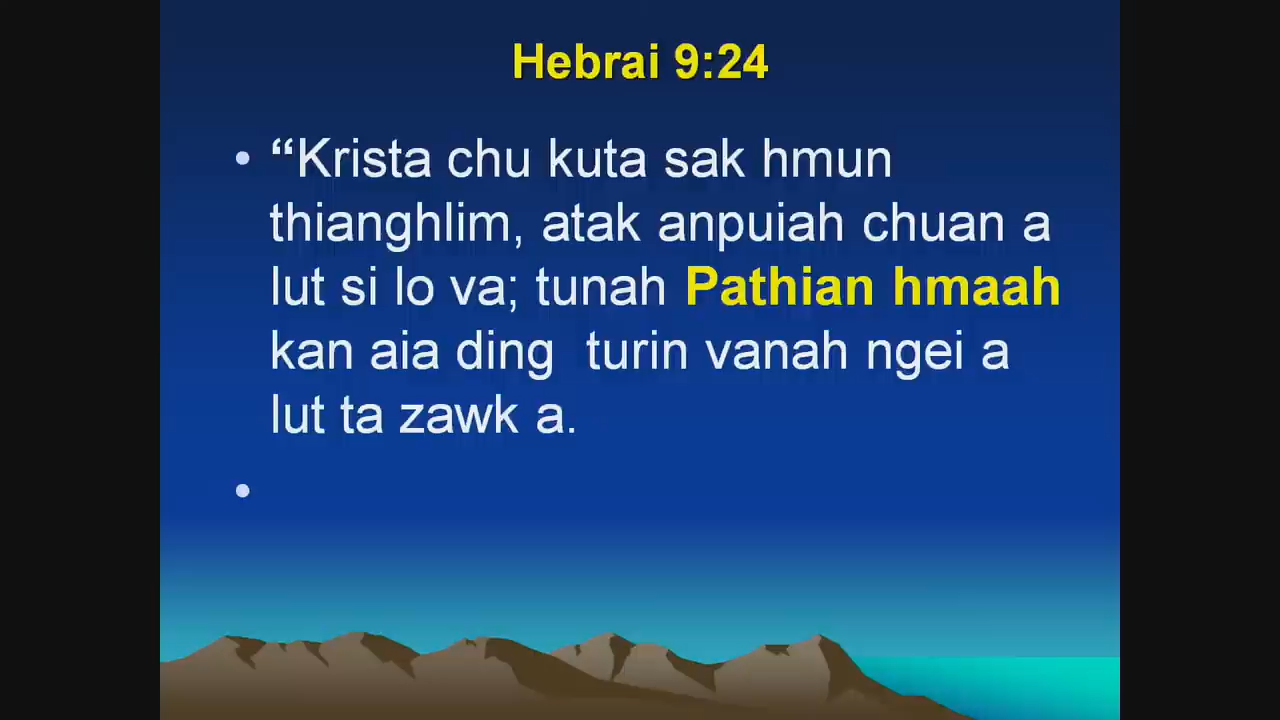 Hebrai 9:24
• “Krista chu kuta sak hmun
thianghlim, atak anpuiah chuan a
lut si lo va; tunah Pathian hmaah
kan aia ding  turin vanah ngei a
lut ta zawk a.
•